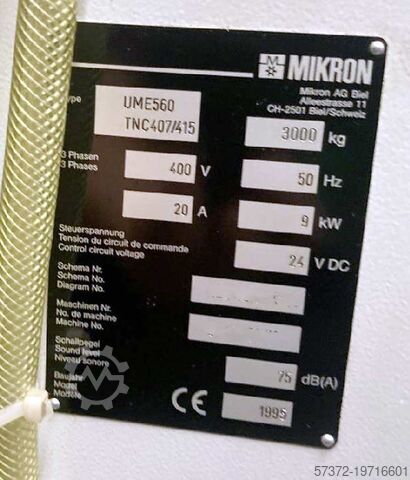 MIKRON
Mikron AG Biel
Alleestrasse 11
CH-2501 Biel/Schweiz
Type UME560
TNC407/415
3000 kg
3 Phasen
3 Phases
400 V
50 Hz
20 A
9 kW
Steuerspannung
Tension du circuit de commande
Control circuit voltage
24 V DC
Schema Nr.
Schema No.
Diagram No.
Maschinen Nr.
No. de machine
Machine No.
Schallpegel
Sound level
Niveau sonore
75 dB(A)
Baujahr
Model
Modèle
CE
1995
57372-19716601